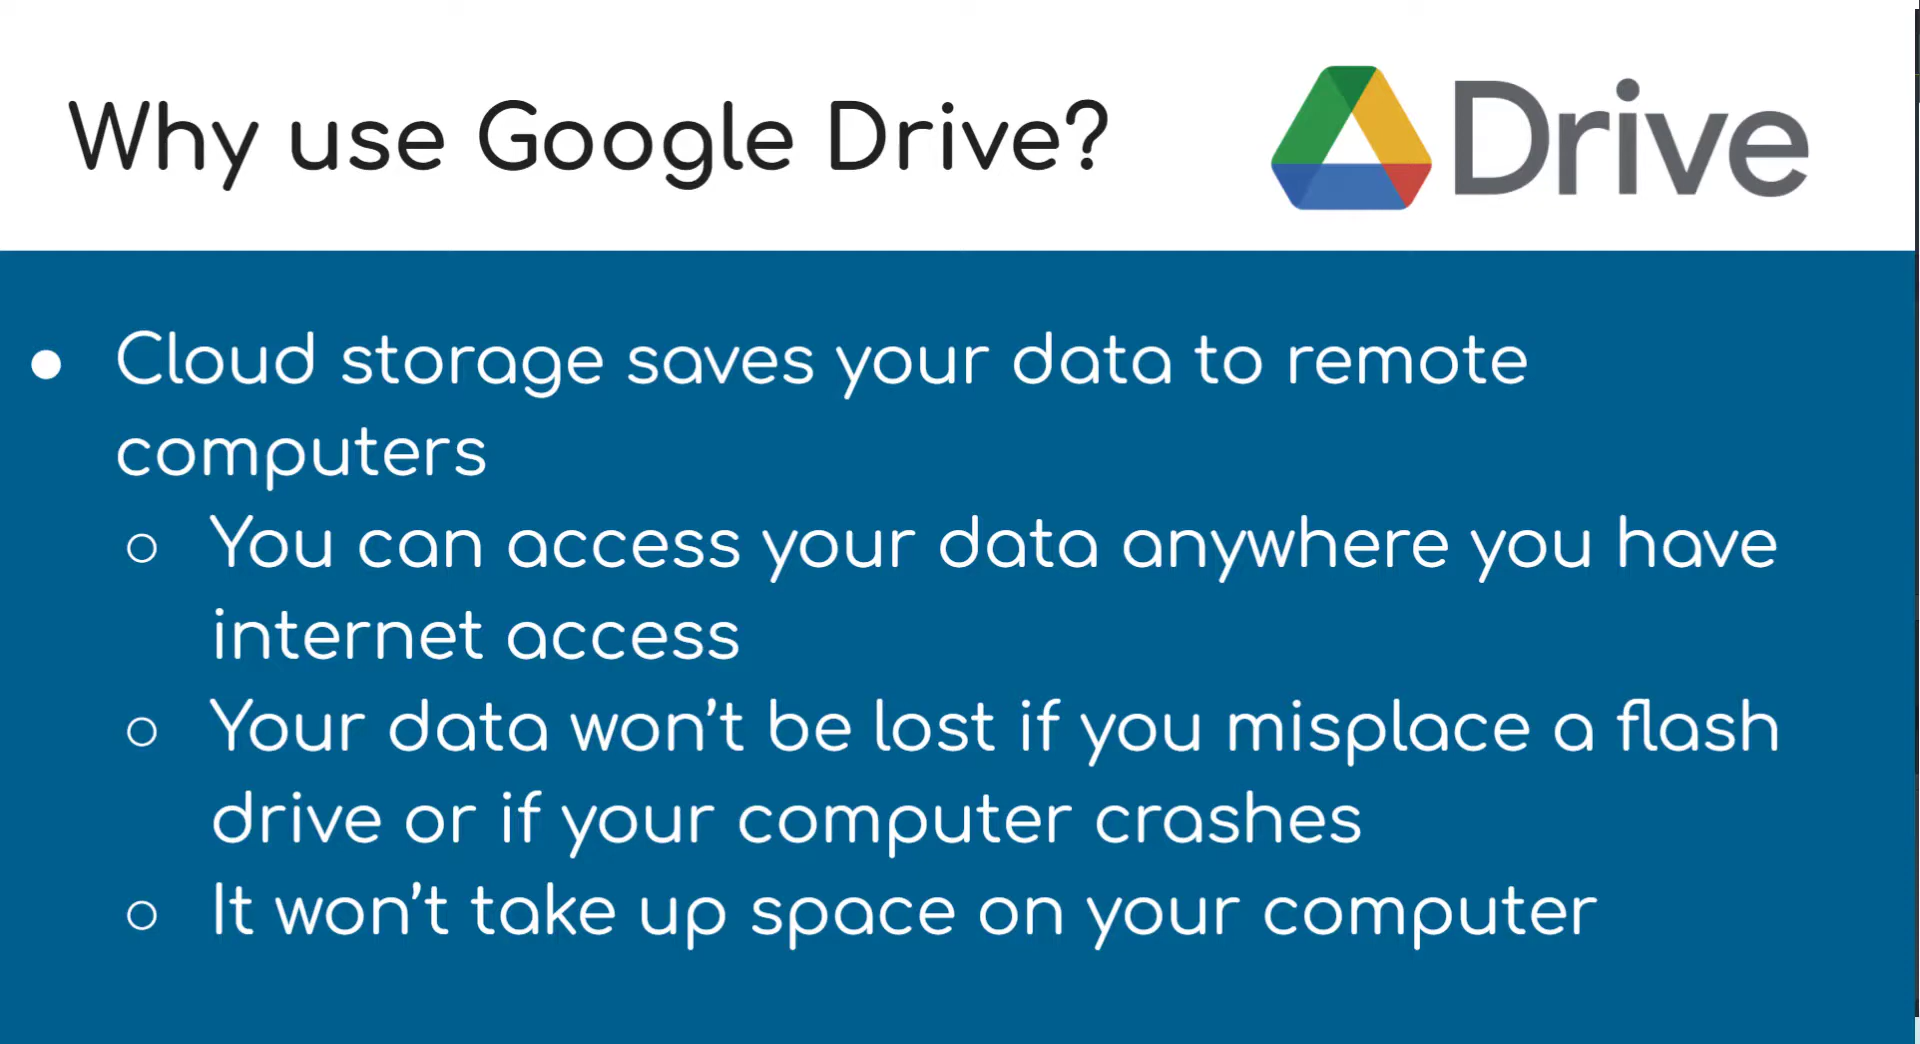 Why use Google Drive?
Drive
● Cloud storage saves your data to remote
computers
○ You can access your data anywhere you have
internet access
○ Your data won’t be lost if you misplace a flash
drive or if your computer crashes
○ It won’t take up space on your computer